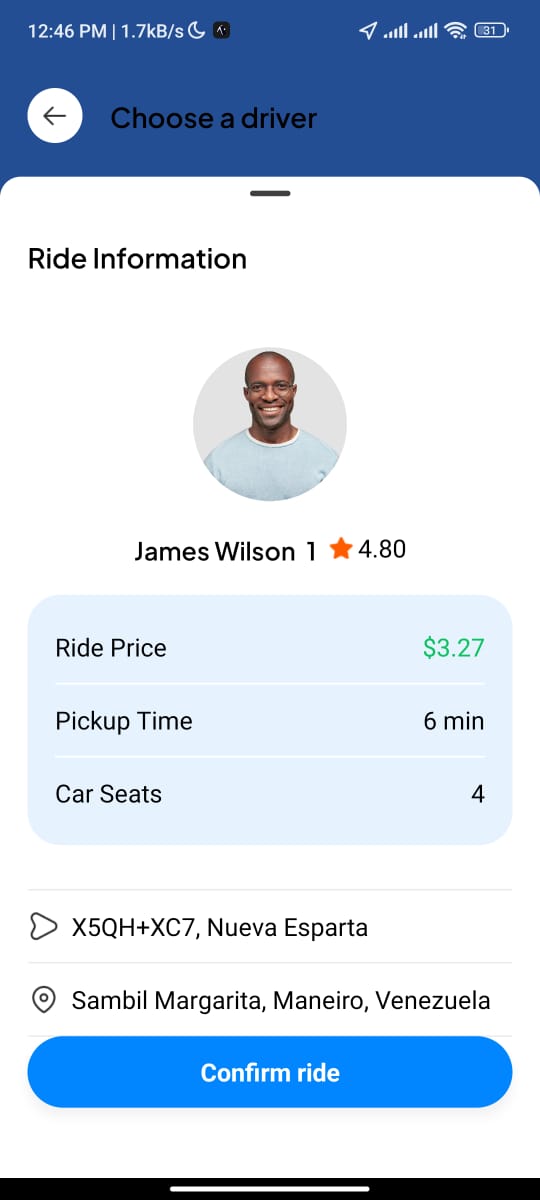 12:46 PM | 1.7kB/s
31
Choose a driver
Ride Information
James Wilson 1 4.80
Ride Price $3.27
Pickup Time 6 min
Car Seats 4
X5QH+XC7, Nueva Esparta
Sambil Margarita, Maneiro, Venezuela
Confirm ride